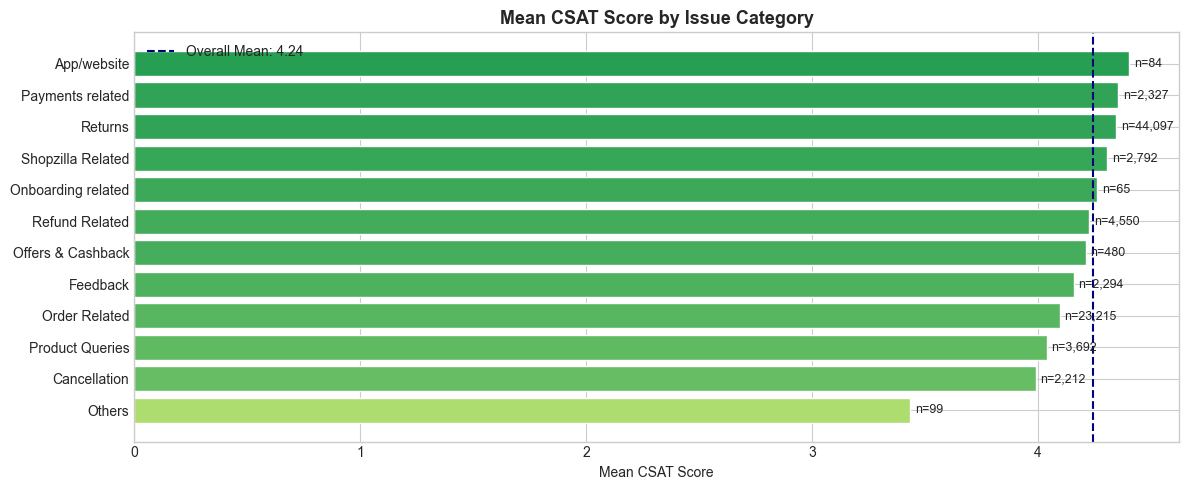 Mean CSAT Score by Issue Category
Overall Mean: 4.24
App/website n=84
Payments related n=2,327
Returns n=44,097
Shopzilla Related n=2,792
Onboarding related n=65
Refund Related n=4,550
Offers & Cashback n=480
Feedback n=2,294
Order Related n=23,215
Product Queries n=3,692
Cancellation n=2,212
Others n=99
0 1 2 3 4
Mean CSAT Score